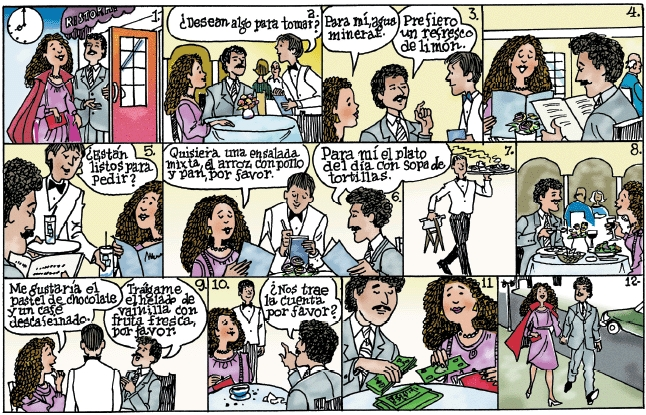 1.
2.
¿Desean algo para tomar?
3.
Para mí, agua
mineral.
Prefiero
un refresco
de limón.
4.
5.
¿Están
listos para
Pedir?
Quisiera una ensalada
mixta, el arroz con pollo
y pan, por favor.
Para mí el plato
del día con Sopa de
tortillas.
6.
7.
8.
Me gustaría el
pastel de chocolate
y un café
descafeinado.
Tráigame
el helado de
vainilla con
fruta fresca,
por favor.
9.
10.
¿Nos trae
la cuenta,
por favor?
11
12.